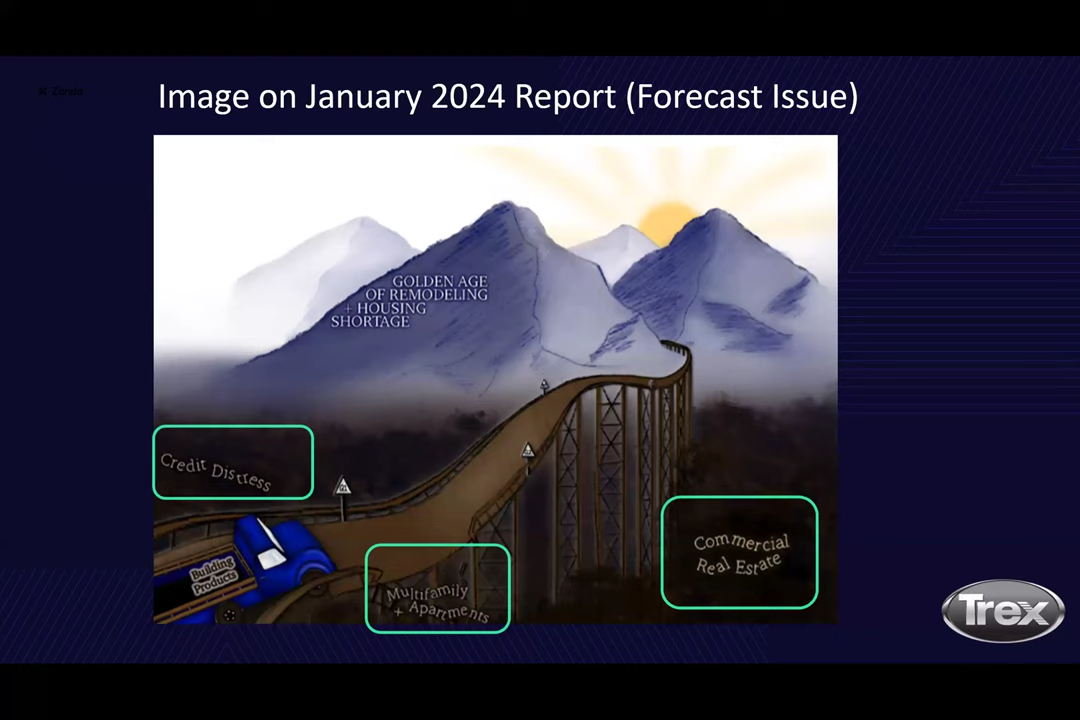 Zonda
Image on January 2024 Report (Forecast Issue)
GOLDEN AGE
OF REMODELING
+ HOUSING
SHORTAGE
Credit Distress
Building
Products
Multifamily
+ Apartments
Commercial
Real Estate
Trex